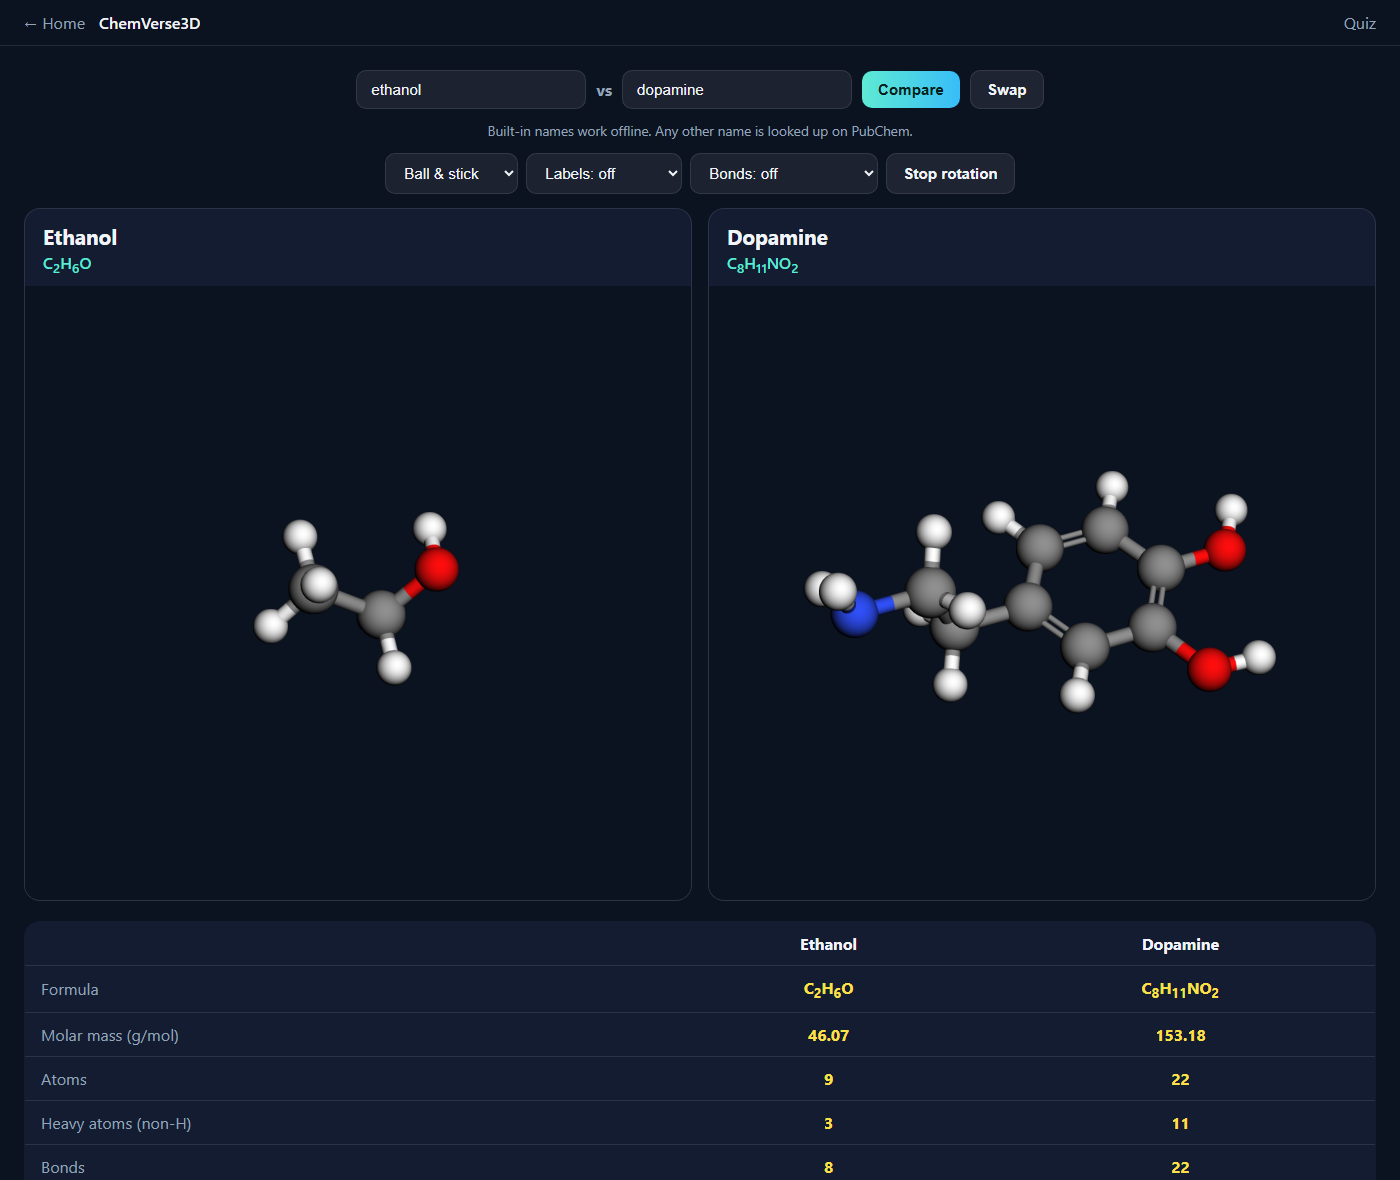 ← Home ChemVerse3D Quiz
ethanol vs dopamine Compare Swap
Built-in names work offline. Any other name is looked up on PubChem.
Ball & stick Labels: off Bonds: off Stop rotation
Ethanol
C₂H₆O
Dopamine
C₈H₁₁NO₂
Ethanol Dopamine
Formula C₂H₆O C₈H₁₁NO₂
Molar mass (g/mol) 46.07 153.18
Atoms 9 22
Heavy atoms (non-H) 3 11
Bonds 8 22